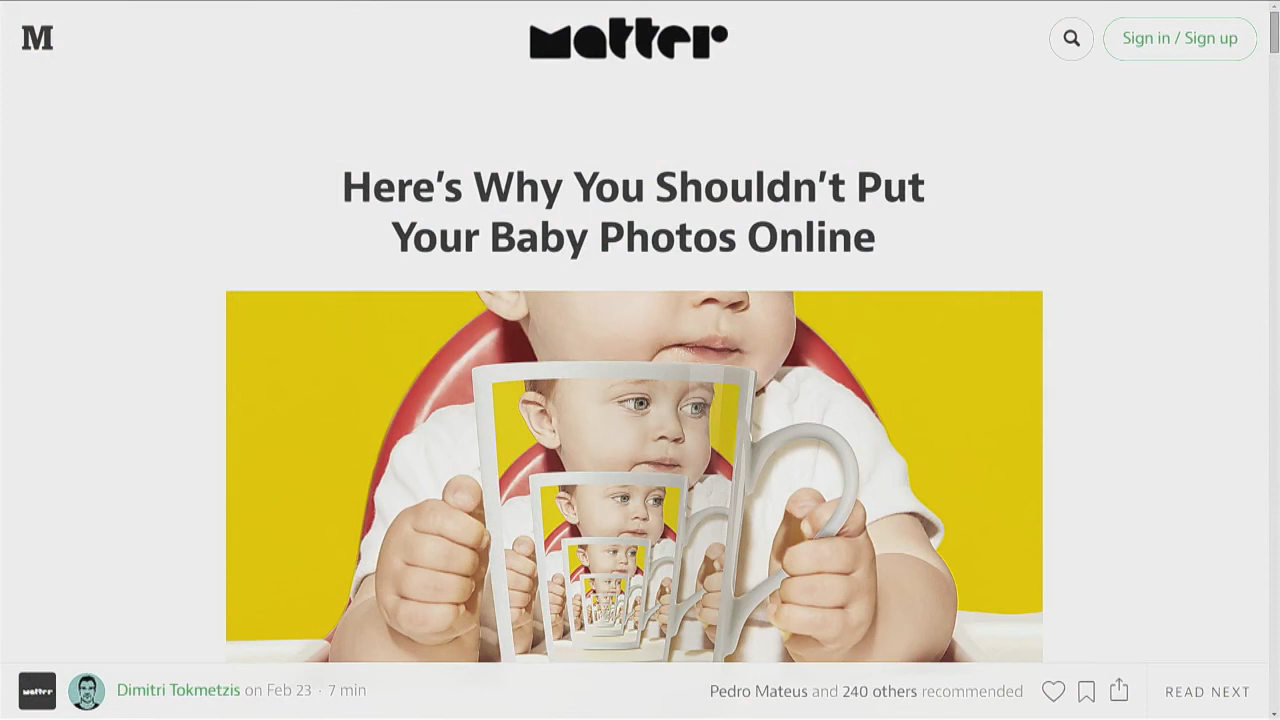 M
matter
Sign in / Sign up
Here's Why You Shouldn't Put
Your Baby Photos Online
matter
Dimitri Tokmetzis on Feb 23 · 7 min
Pedro Mateus and 240 others recommended
READ NEXT